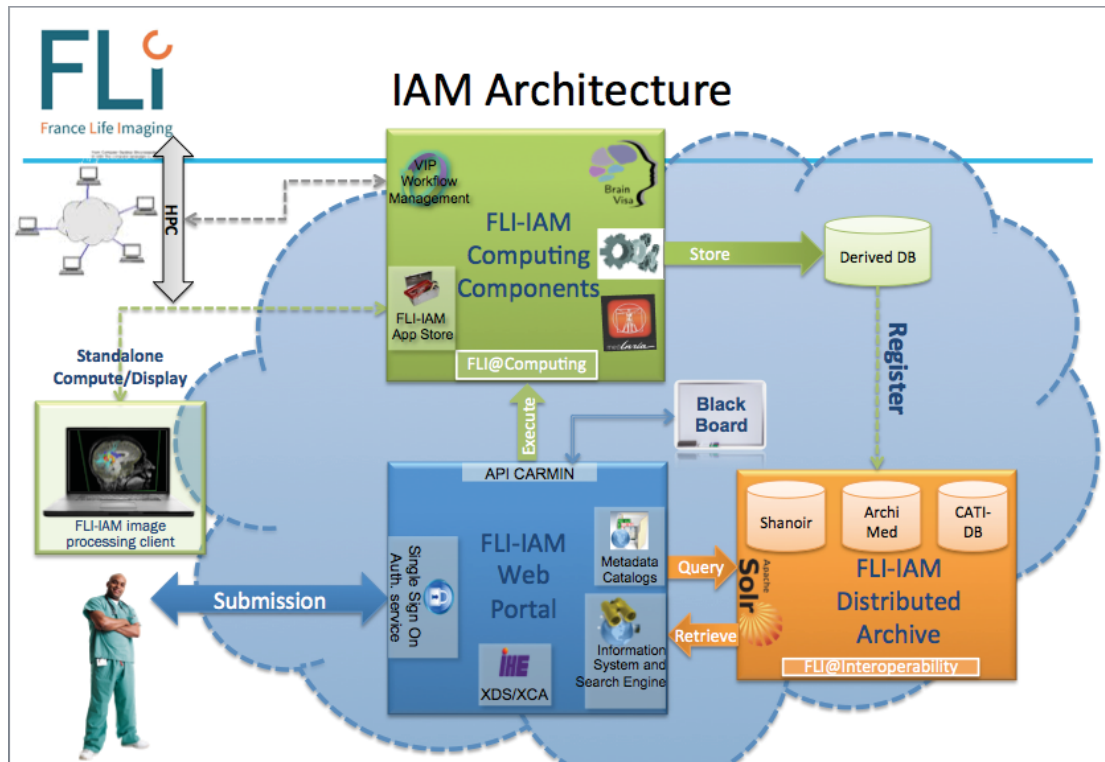 FLi
France Life Imaging
IAM Architecture
HPC
VIP
Workflow
Management
Brain
Visa
FLI-IAM
Computing
Components
FLI-IAM
App Store
medInria
FLI@Computing
Store
Derived DB
Register
Standalone
Compute/Display
FLI-IAM image
processing client
Execute
Black
Board
API CARMIN
Single Sign On
Auth. service
FLI-IAM
Web
Portal
Metadata
Catalogs
Information
System and
Search Engine
IHE
XDS/XCA
Submission
Query
Retrieve
Shanoir
Archi
Med
CATI-
DB
Apache
Solr
FLI-IAM
Distributed
Archive
FLI@Interoperability